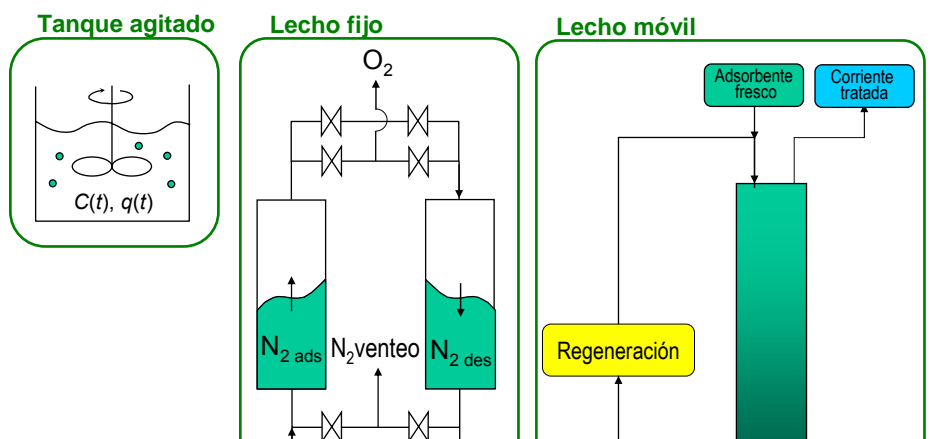 Tanque agitado
C(t), q(t)
Lecho fijo
O2
N2 ads
N2venteo
N2 des
Lecho móvil
Adsorbente
fresco
Corriente
tratada
Regeneración